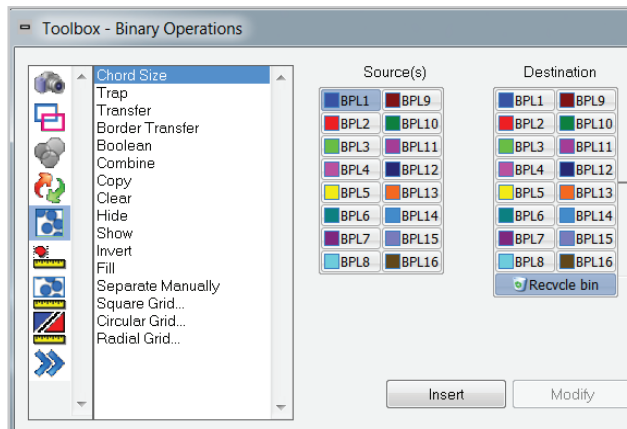 Toolbox - Binary Operations
Chord Size
Trap
Transfer
Border Transfer
Boolean
Combine
Copy
Clear
Hide
Show
Invert
Fill
Separate Manually
Square Grid...
Circular Grid...
Radial Grid...
Source(s)
BPL1 BPL9
BPL2 BPL10
BPL3 BPL11
BPL4 BPL12
BPL5 BPL13
BPL6 BPL14
BPL7 BPL15
BPL8 BPL16
Destination
BPL1 BPL9
BPL2 BPL10
BPL3 BPL11
BPL4 BPL12
BPL5 BPL13
BPL6 BPL14
BPL7 BPL15
BPL8 BPL16
Recycle bin
Insert Modify